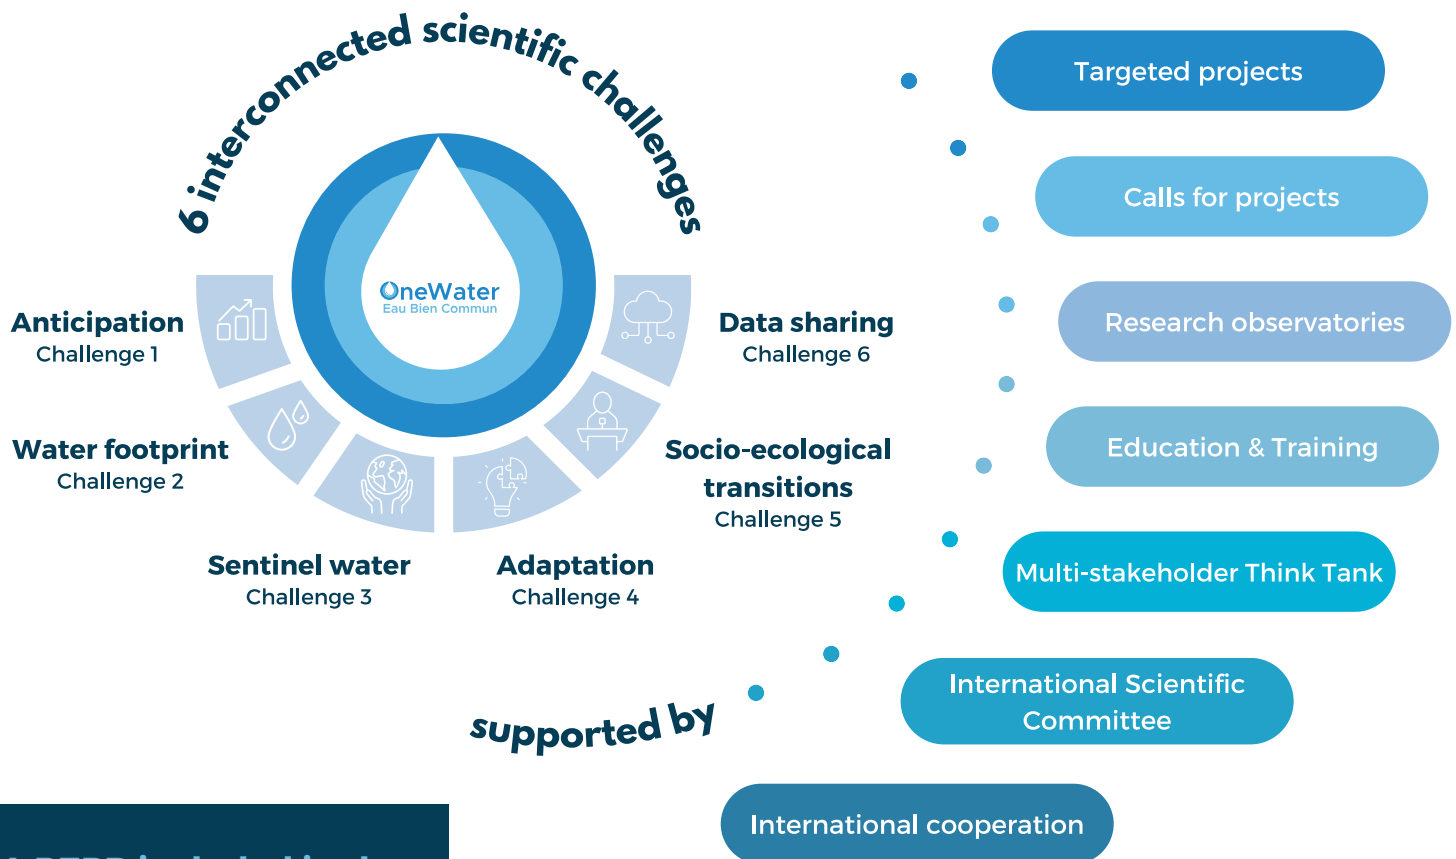 6 interconnected scientific challenges
OneWater
Eau Bien Commun
Anticipation
Challenge 1
Water footprint
Challenge 2
Sentinel water
Challenge 3
Adaptation
Challenge 4
Socio-ecological
transitions
Challenge 5
Data sharing
Challenge 6
supported by
Targeted projects
Calls for projects
Research observatories
Education & Training
Multi-stakeholder Think Tank
International Scientific
Committee
International cooperation